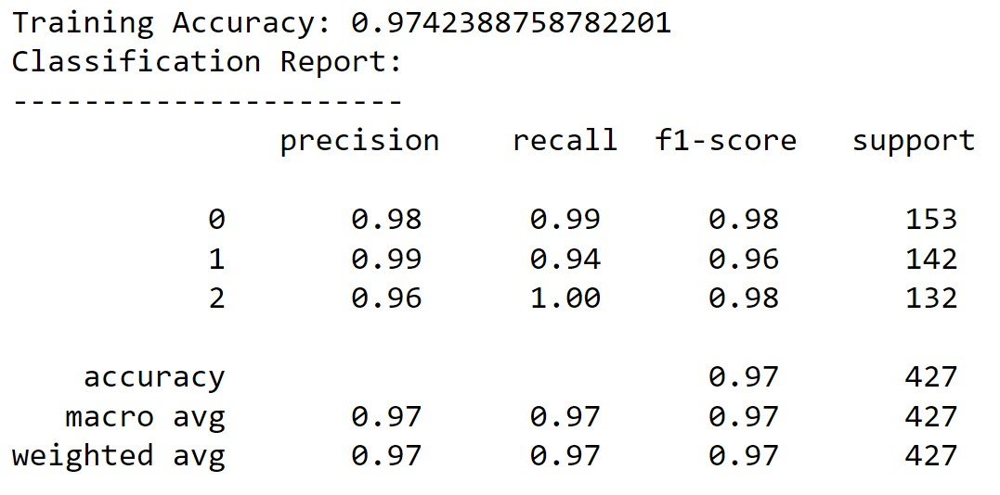 Training Accuracy: 0.9742388758782201
Classification Report:
----------------------
precision recall f1-score support
0 0.98 0.99 0.98 153
1 0.99 0.94 0.96 142
2 0.96 1.00 0.98 132
accuracy 0.97 427
macro avg 0.97 0.97 0.97 427
weighted avg 0.97 0.97 0.97 427